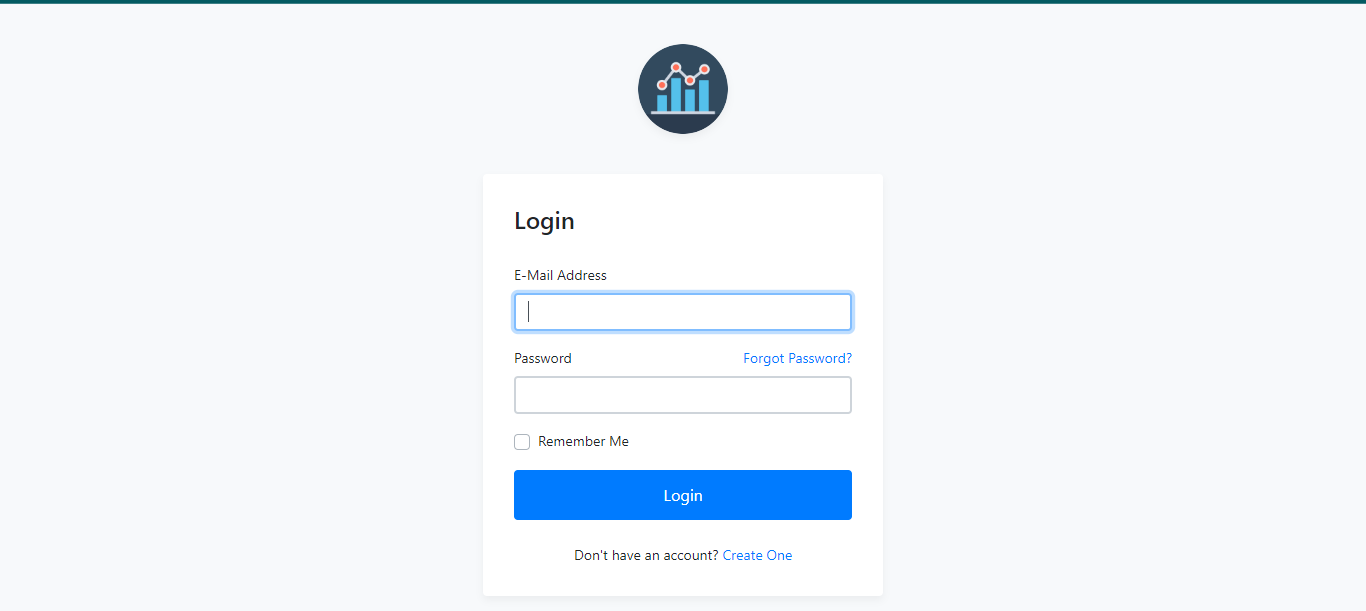 Login
E-Mail Address
Password Forgot Password?
Remember Me
Login
Don't have an account? Create One